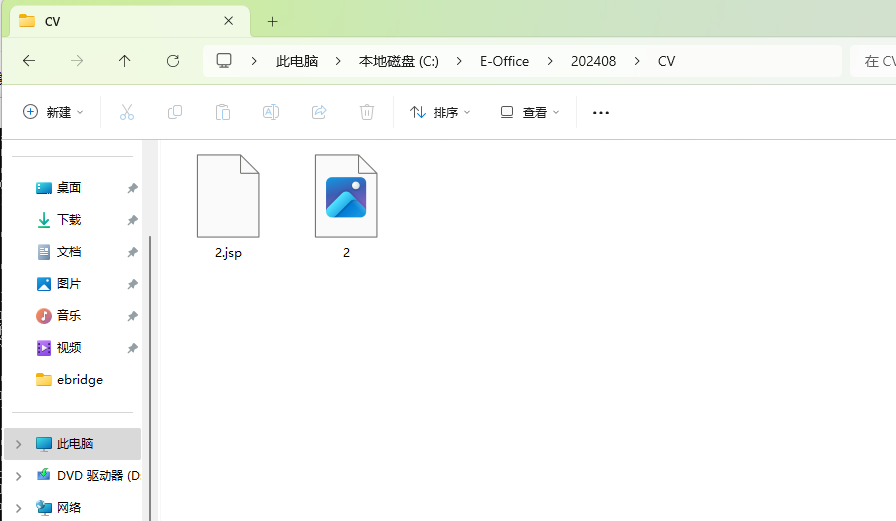 CV
此电脑 本地磁盘 (C:) E-Office 202408 CV 在 CV
新建 排序 查看
桌面
下载
文档
图片
音乐
视频
ebridge
此电脑
DVD 驱动器 (D:
网络
2.jsp 2